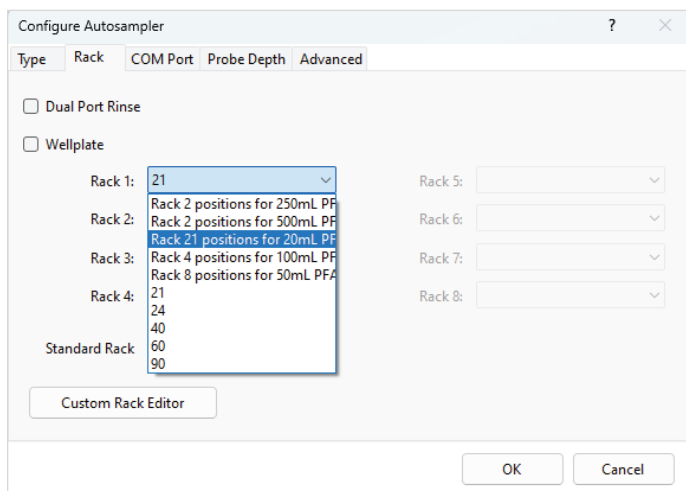 Configure Autosampler ?
Type Rack COM Port Probe Depth Advanced
Dual Port Rinse
Wellplate
Rack 1: 21 Rack 5:
Rack 2 positions for 250mL PF
Rack 2: Rack 2 positions for 500mL PF Rack 6:
Rack 21 positions for 20mL PF
Rack 3: Rack 4 positions for 100mL PF Rack 7:
Rack 8 positions for 50mL PFA
Rack 4: 21 Rack 8:
24
40
Standard Rack 60
90
Custom Rack Editor
OK Cancel